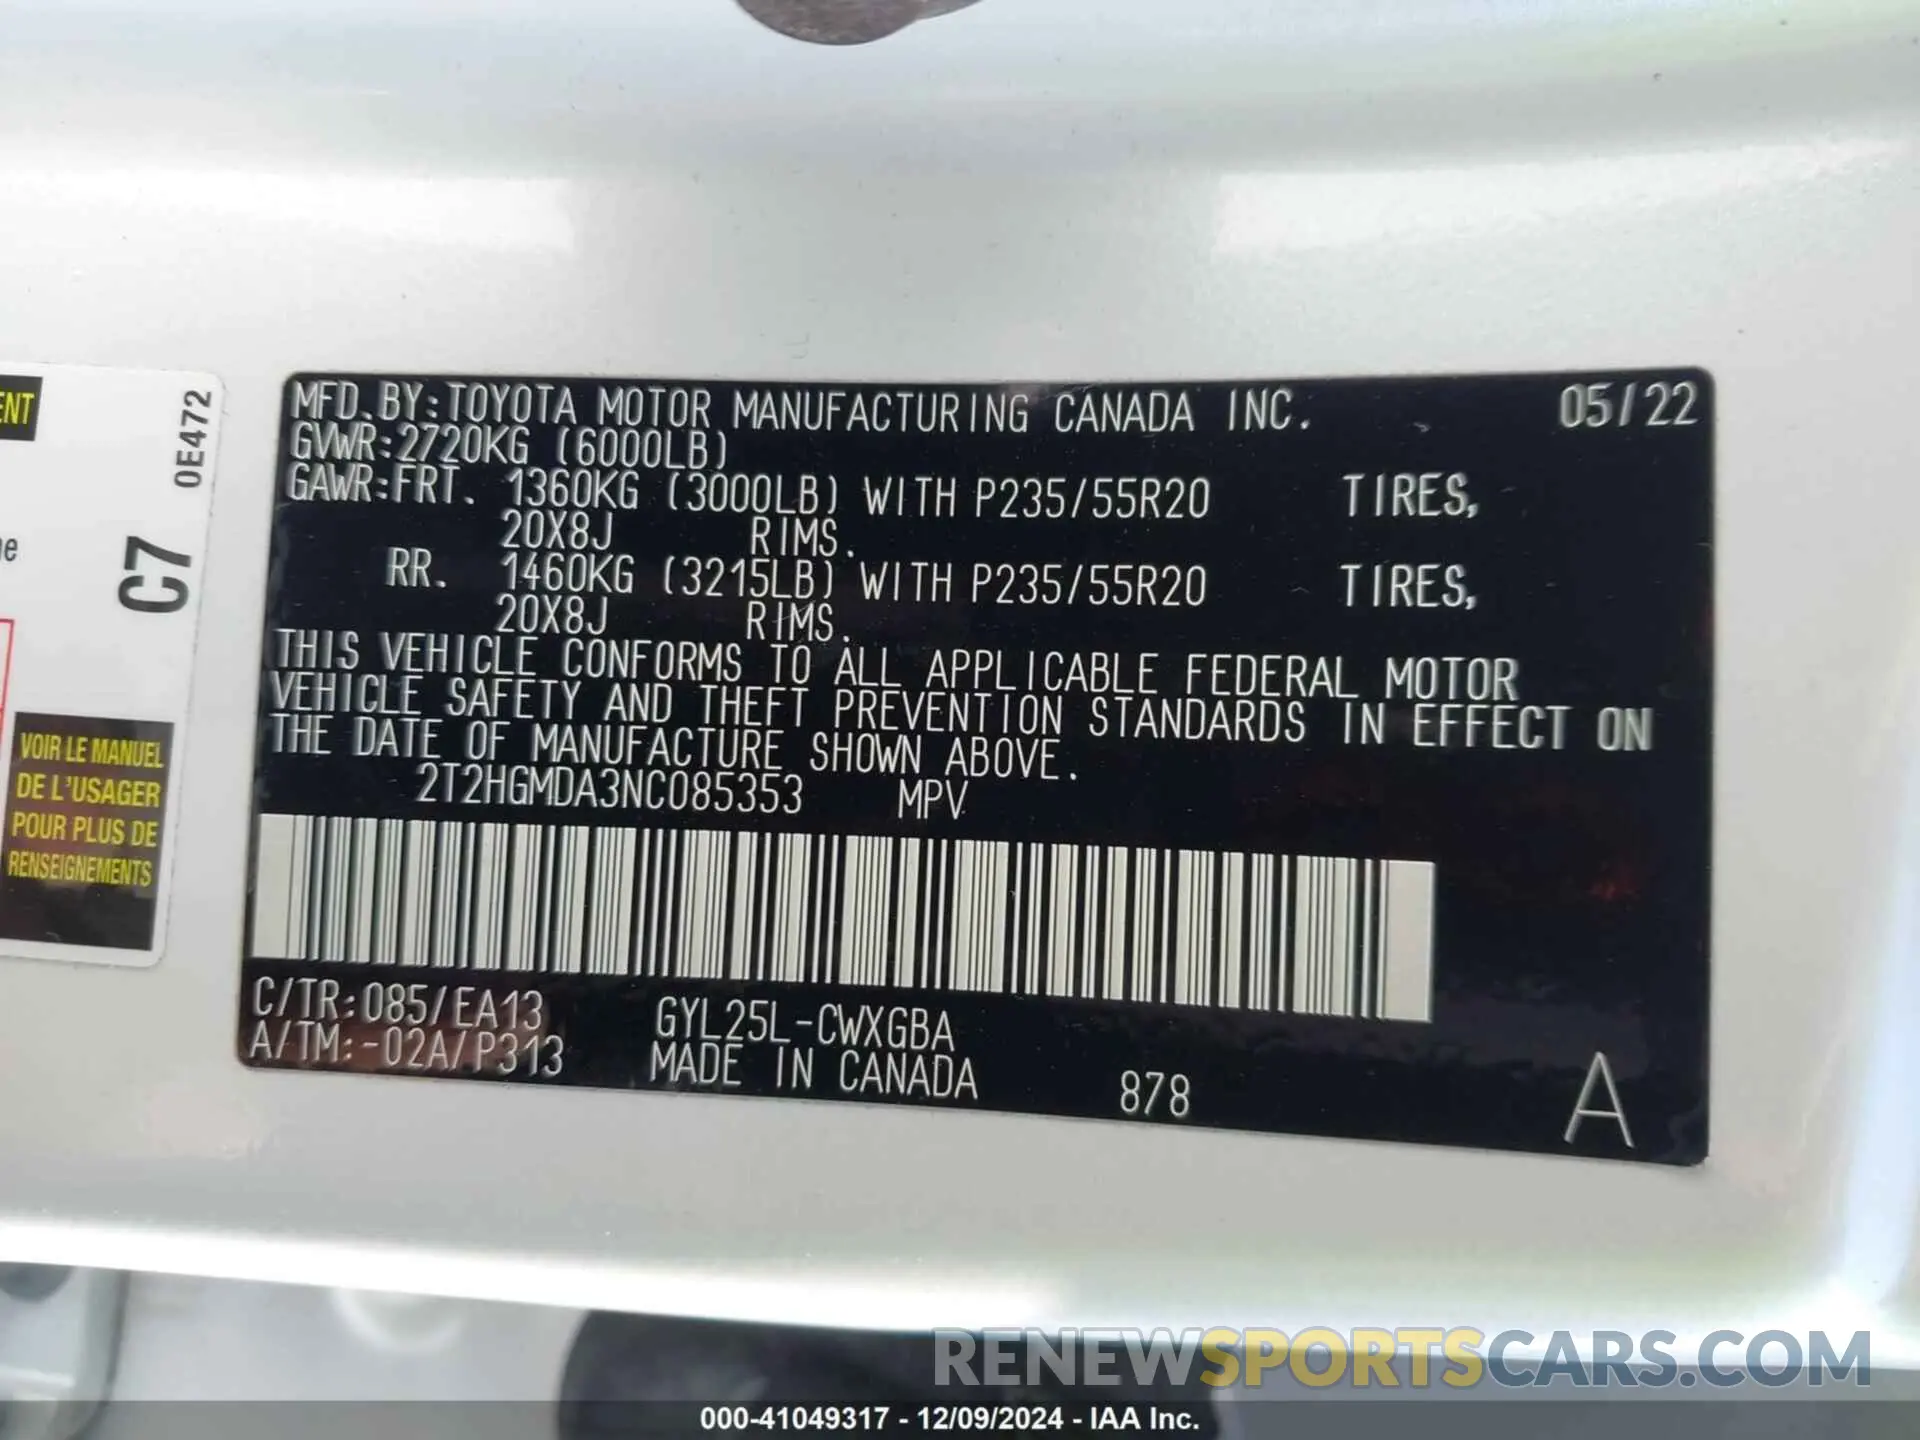 MFD.BY:TOYOTA MOTOR MANUFACTURING CANADA INC. 05/22
GVWR:2720KG (6000LB)
GAWR:FRT. 1360KG (3000LB) WITH P235/55R20 TIRES,
20X8J RIMS.
RR. 1460KG (3215LB) WITH P235/55R20 TIRES,
20X8J RIMS.
THIS VEHICLE CONFORMS TO ALL APPLICABLE FEDERAL MOTOR
VEHICLE SAFETY AND THEFT PREVENTION STANDARDS IN EFFECT ON
THE DATE OF MANUFACTURE SHOWN ABOVE.
2T2HGMDA3NC085353 MPV
C/TR:085/EA13 GYL25L-CWXGBA
A/TM:-02A/P313 MADE IN CANADA 878 A
0E472
C7
VOIR LE MANUEL
DE L'USAGER
POUR PLUS DE
RENSEIGNEMENTS
RENEWSPORTSCARS.COM
000-41049317 - 12/09/2024 - IAA Inc.